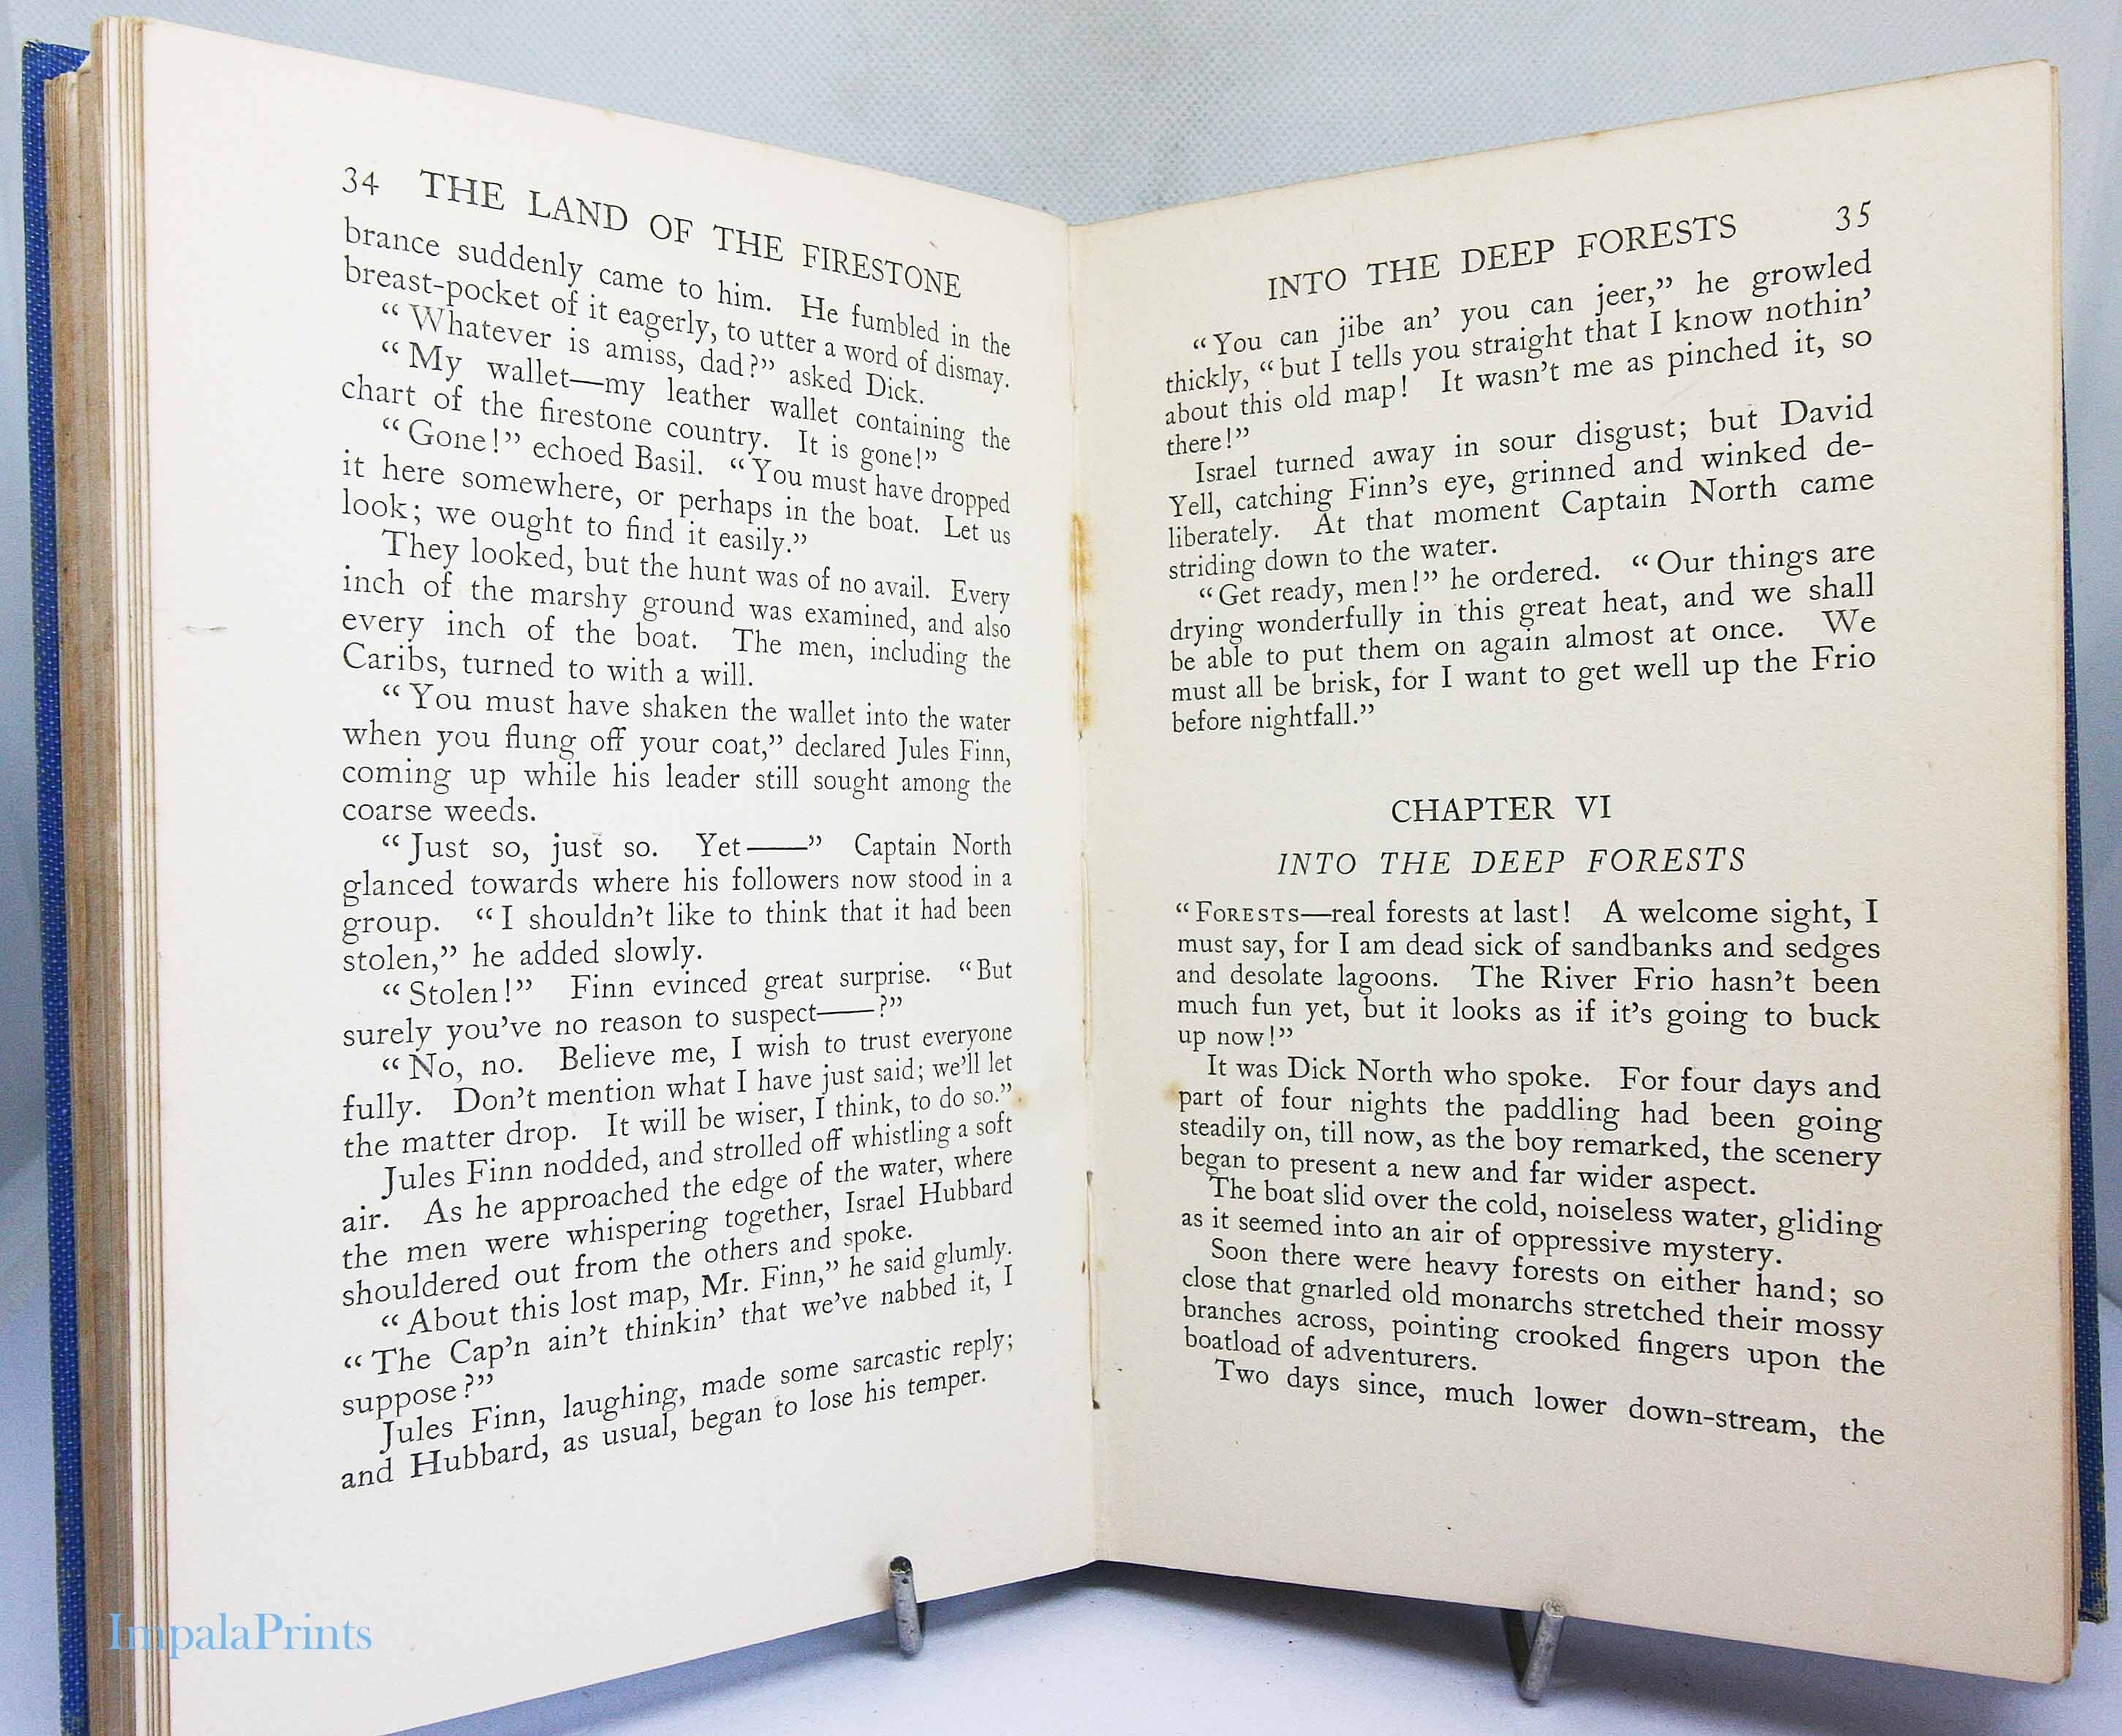 34 THE LAND OF THE FIRESTONE
brance suddenly came to him. He fumbled in the
breast-pocket of it eagerly, to utter a word of dismay.
“Whatever is amiss, dad?” asked Dick.
“My wallet—my leather wallet containing the
chart of the firestone country. It is gone!”
“Gone!” echoed Basil. “You must have dropped
it here somewhere, or perhaps in the boat. Let us
look; we ought to find it easily.”
They looked, but the hunt was of no avail. Every
inch of the marshy ground was examined, and also
every inch of the boat. The men, including the
Caribs, turned to with a will.
“You must have shaken the wallet into the water
when you flung off your coat,” declared Jules Finn,
coming up while his leader still sought among the
coarse weeds.
“Just so, just so. Yet——” Captain North
glanced towards where his followers now stood in a
group. “I shouldn’t like to think that it had been
stolen,” he added slowly.
“Stolen!” Finn evinced great surprise. “But
surely you’ve no reason to suspect——?”
“No, no. Believe me, I wish to trust everyone
fully. Don’t mention what I have just said; we’ll let
the matter drop. It will be wiser, I think, to do so.”
Jules Finn nodded, and strolled off whistling a soft
air. As he approached the edge of the water, where
the men were whispering together, Israel Hubbard
shouldered out from the others and spoke.
“About this lost map, Mr. Finn,” he said glumly.
“The Cap’n ain’t thinkin’ that we’ve nabbed it, I
suppose?”
Jules Finn, laughing, made some sarcastic reply;
and Hubbard, as usual, began to lose his temper.
INTO THE DEEP FORESTS 35
“You can jibe an’ you can jeer,” he growled
thickly, “but I tells you straight that I know nothin’
about this old map! It wasn’t me as pinched it, so
there!”
Israel turned away in sour disgust; but David
Yell, catching Finn’s eye, grinned and winked de-
liberately. At that moment Captain North came
striding down to the water.
“Get ready, men!” he ordered. “Our things are
drying wonderfully in this great heat, and we shall
be able to put them on again almost at once. We
must all be brisk, for I want to get well up the Frio
before nightfall.”
CHAPTER VI
INTO THE DEEP FORESTS
“FORESTS—real forests at last! A welcome sight, I
must say, for I am dead sick of sandbanks and sedges
and desolate lagoons. The River Frio hasn’t been
much fun yet, but it looks as if it’s going to buck
up now!”
It was Dick North who spoke. For four days and
part of four nights the paddling had been going
steadily on, till now, as the boy remarked, the scenery
began to present a new and far wider aspect.
The boat slid over the cold, noiseless water, gliding
as it seemed into an air of oppressive mystery.
Soon there were heavy forests on either hand; so
close that gnarled old monarchs stretched their mossy
branches across, pointing crooked fingers upon the
boatload of adventurers.
Two days since, much lower down-stream, the
ImpalaPrints